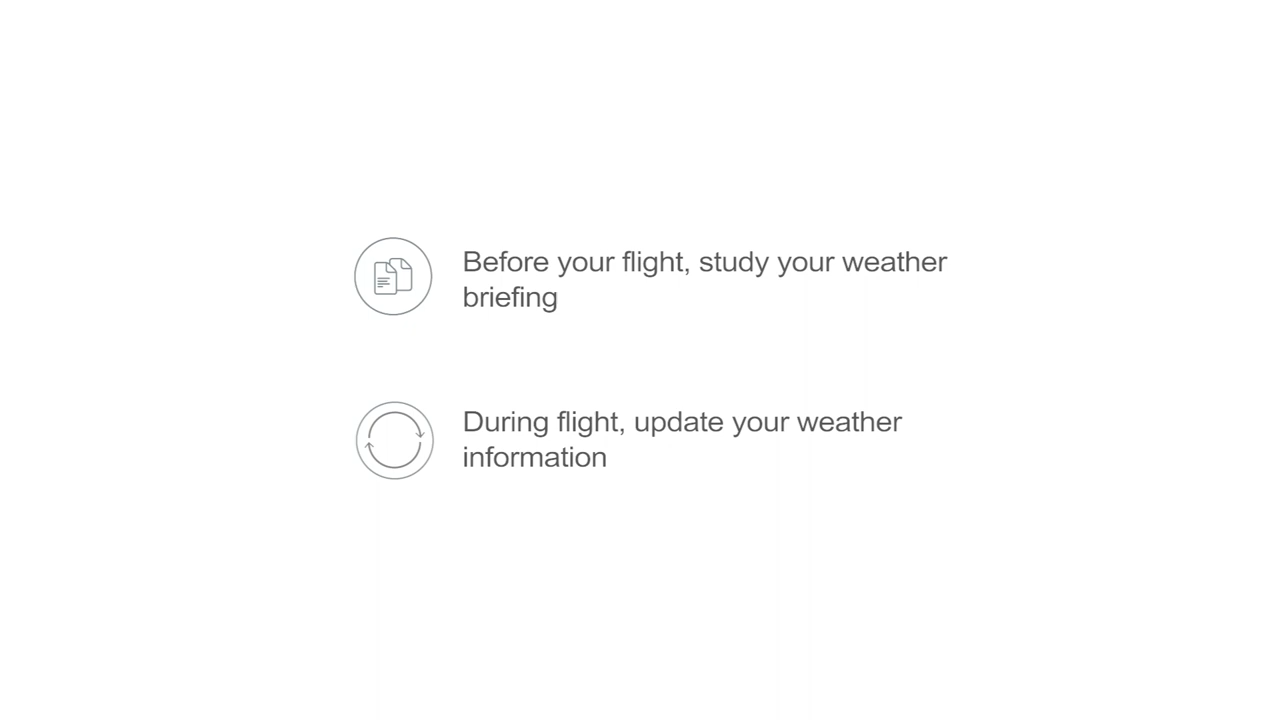 Before your flight, study your weather
briefing
During flight, update your weather
information